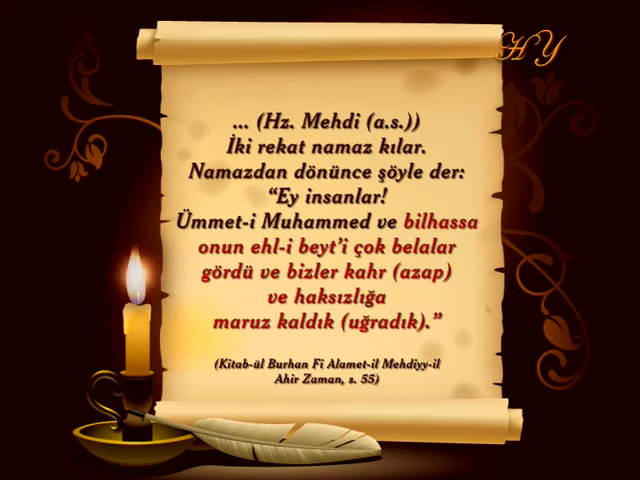 HY
... (Hz. Mehdi (a.s.))
İki rekat namaz kılar.
Namazdan dönünce şöyle der:
“Ey insanlar!
Ümmet-i Muhammed ve bilhassa
onun ehl-i beyt’i çok belalar
gördü ve bizler kahr (azap)
ve haksızlığa
maruz kaldık (uğradık).”
(Kitab-ül Burhan Fi Alamet-il Mehdiyy-il
Ahir Zaman, s. 55)